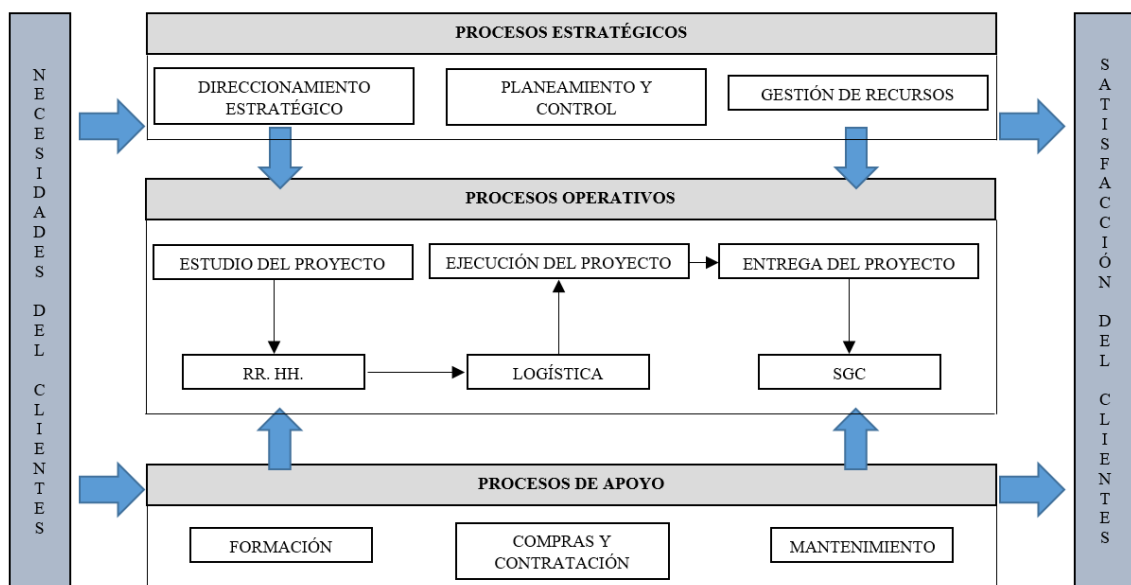 NECESIDADES DEL CLIENTES
PROCESOS ESTRATÉGICOS
DIRECCIONAMIENTO
ESTRATÉGICO
PLANEAMIENTO Y
CONTROL
GESTIÓN DE RECURSOS
PROCESOS OPERATIVOS
ESTUDIO DEL PROYECTO
EJECUCIÓN DEL PROYECTO
ENTREGA DEL PROYECTO
RR. HH.
LOGÍSTICA
SGC
PROCESOS DE APOYO
FORMACIÓN
COMPRAS Y
CONTRATACIÓN
MANTENIMIENTO
SATISFACCIÓN DEL CLIENTES